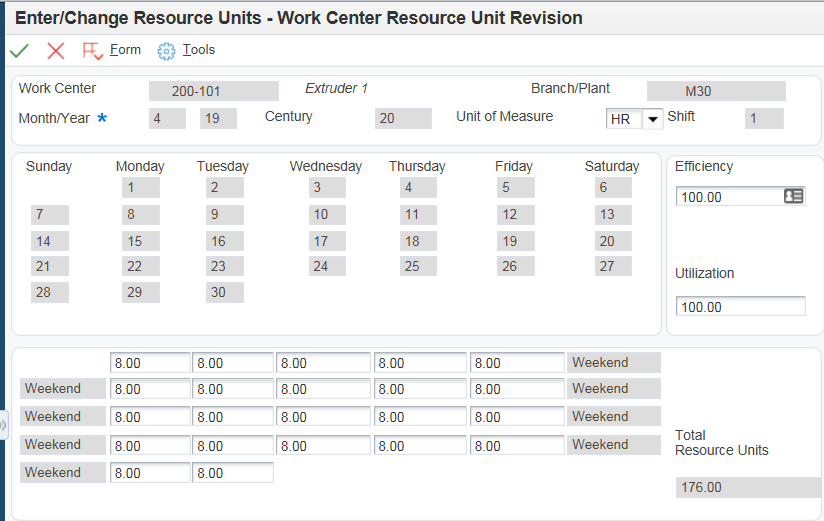 Enter/Change Resource Units - Work Center Resource Unit Revision
Form Tools
Work Center 200-101 Extruder 1 Branch/Plant M30
Month/Year * 4 19 Century 20 Unit of Measure HR Shift 1
Sunday Monday Tuesday Wednesday Thursday Friday Saturday Efficiency
1 2 3 4 5 6
100.00
7 8 9 10 11 12 13
14 15 16 17 18 19 20
21 22 23 24 25 26 27
Utilization
28 29 30
100.00
8.00 8.00 8.00 8.00 8.00 Weekend
Weekend 8.00 8.00 8.00 8.00 8.00 Weekend
Weekend 8.00 8.00 8.00 8.00 8.00 Weekend
Weekend 8.00 8.00 8.00 8.00 8.00 Weekend
Weekend 8.00 8.00
Total
Resource Units
176.00